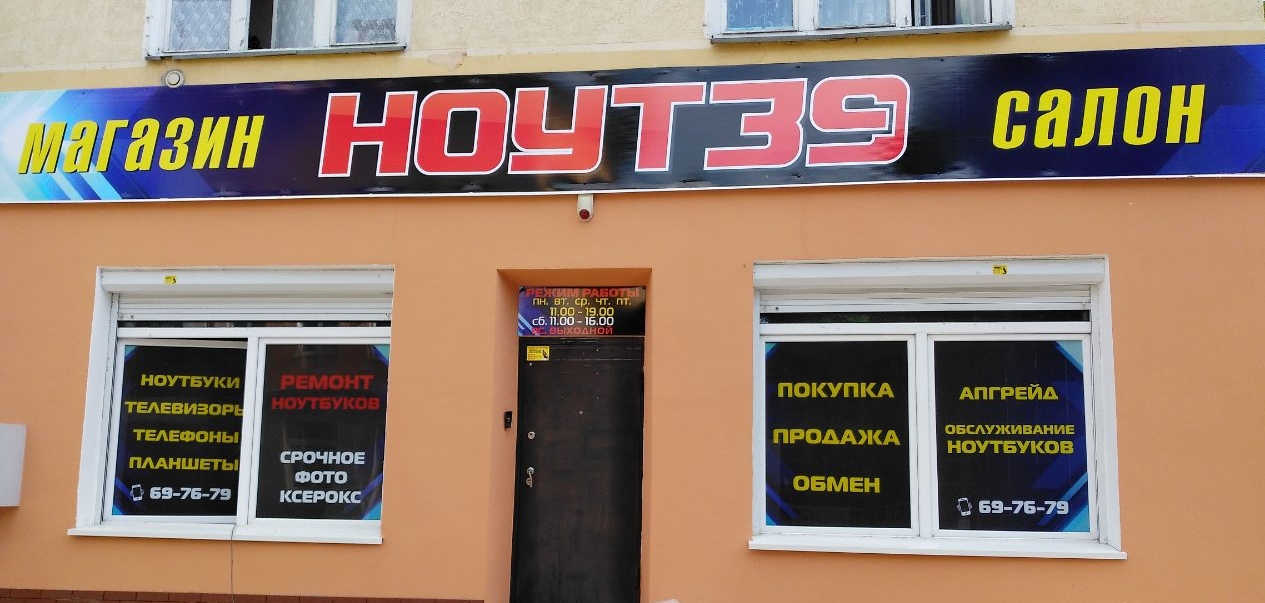 магазин НОУТ39 салон
РЕЖИМ РАБОТЫ
ПН. ВТ. СР. ЧТ. ПТ.
11.00 - 19.00
СБ. 11.00 - 16.00
ВС. ВЫХОДНОЙ
НОУТБУКИ
ТЕЛЕВИЗОРЫ
ТЕЛЕФОНЫ
ПЛАНШЕТЫ
69-76-79
РЕМОНТ
НОУТБУКОВ
СРОЧНОЕ
ФОТО
КСЕРОКС
ПОКУПКА
ПРОДАЖА
ОБМЕН
АПГРЕЙД
ОБСЛУЖИВАНИЕ
НОУТБУКОВ
69-76-79